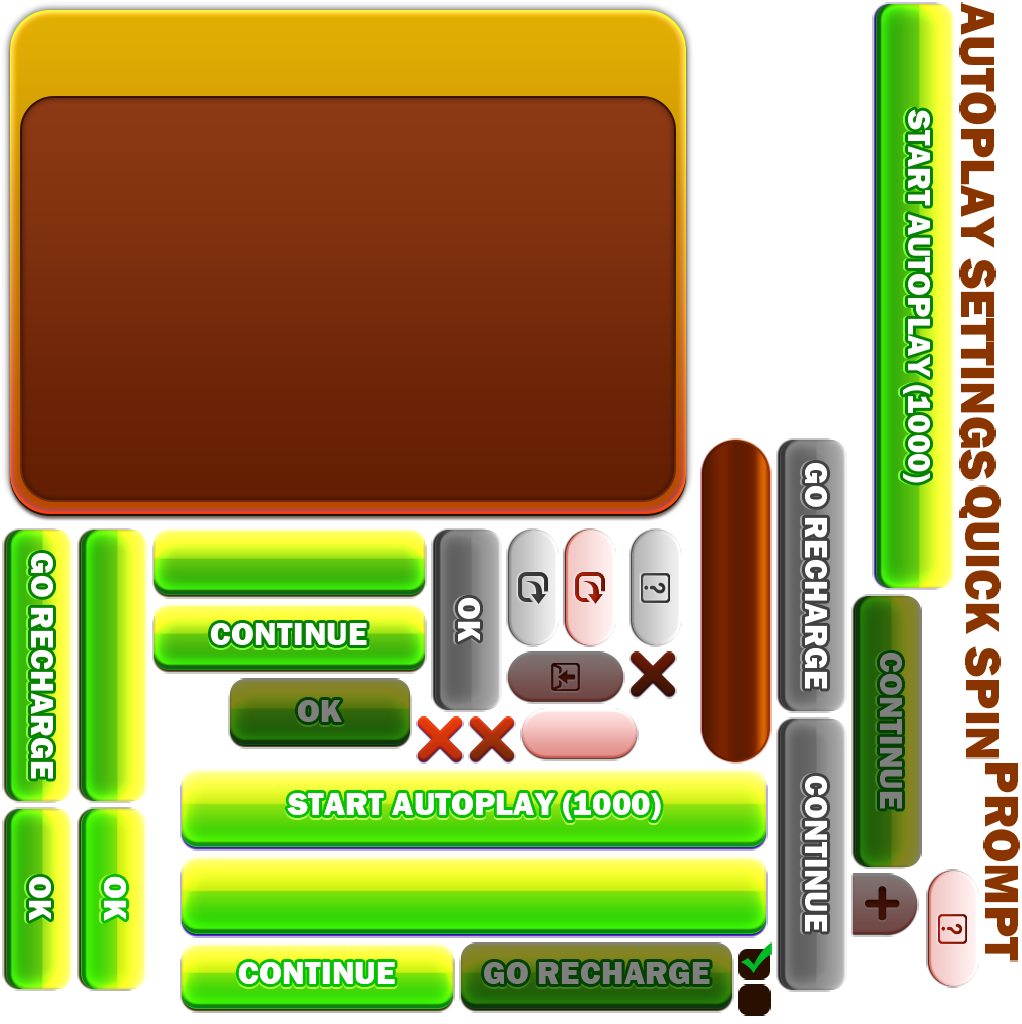 AUTOPLAY SETTINGS
START AUTOPLAY (1000)
QUICK SPIN
PROMPT
GO RECHARGE
GO RECHARGE
CONTINUE
OK
?
CONTINUE
OK
START AUTOPLAY (1000)
CONTINUE
OK
OK
+
?
CONTINUE
GO RECHARGE